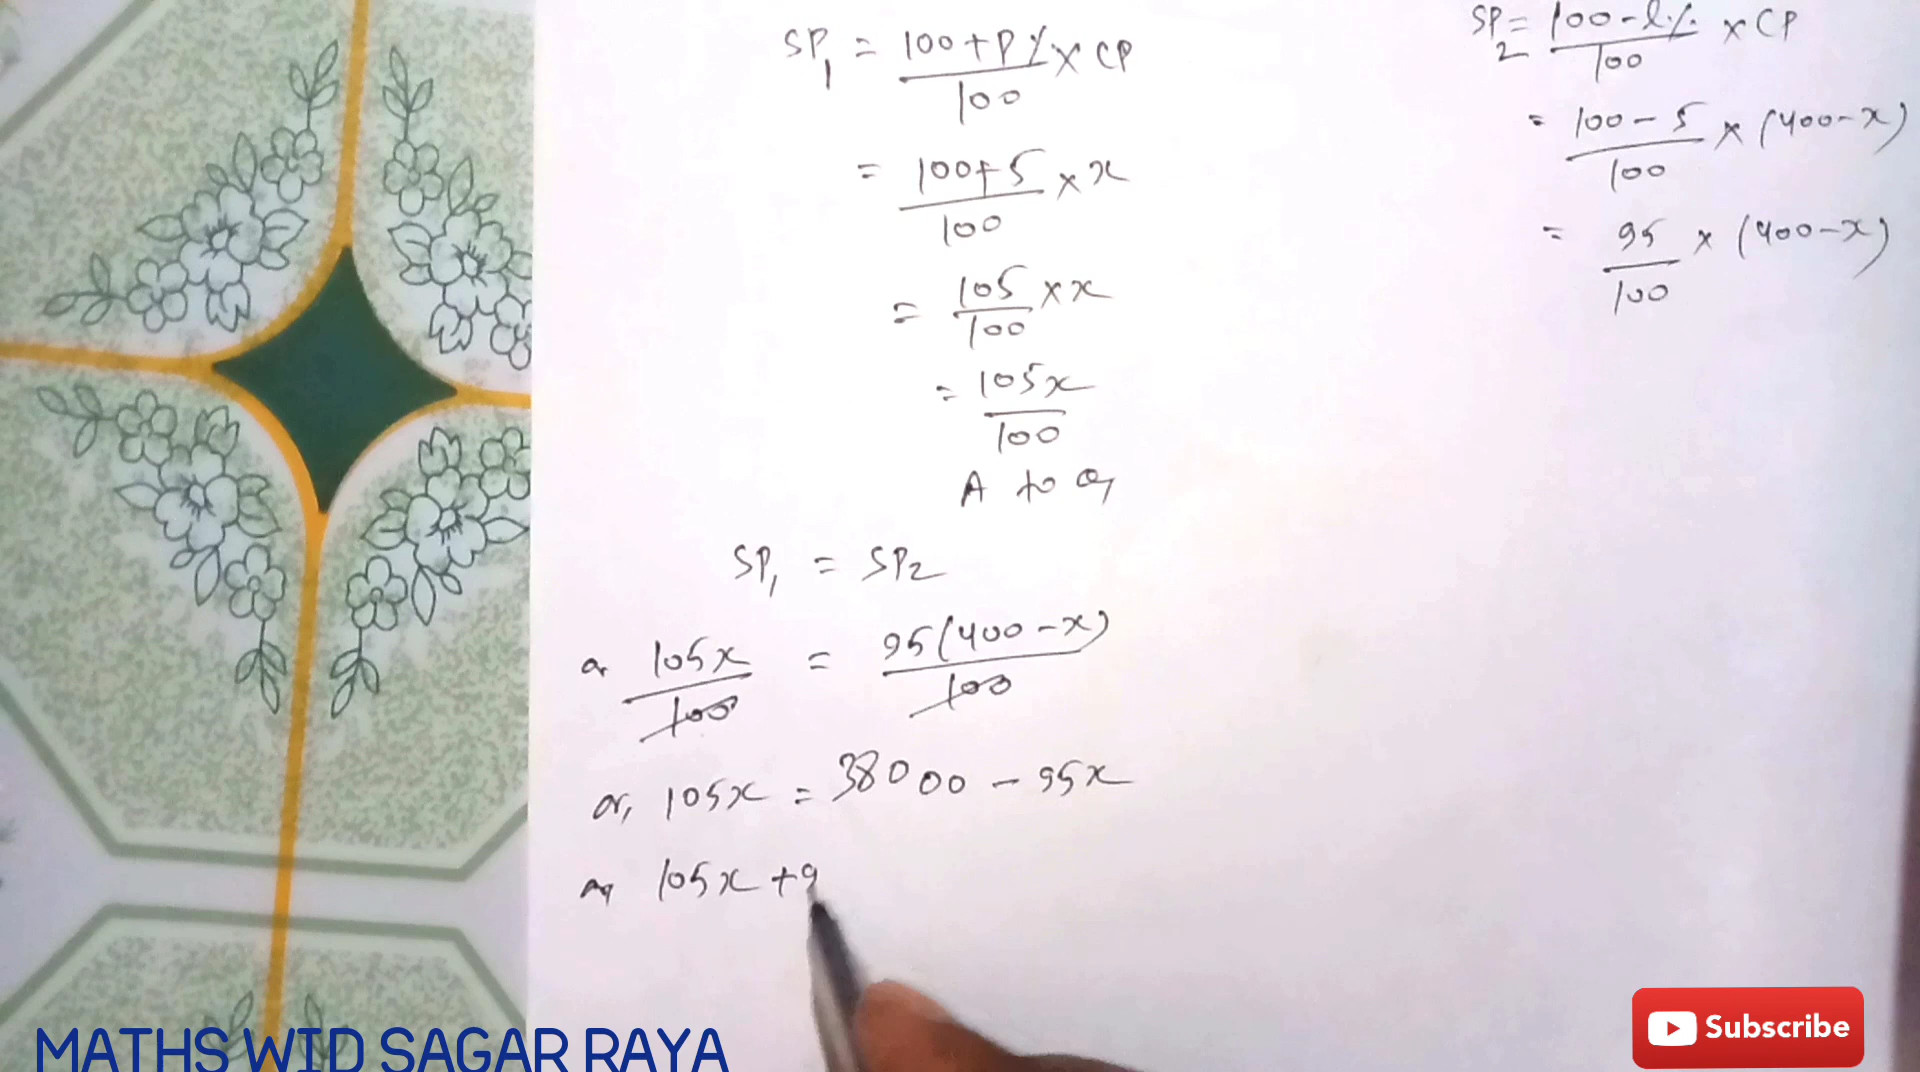 SP₁ = 100 + P% / 100 × CP
= 100 + 5 / 100 × x
= 105 / 100 × x
= 105x / 100
SP₂ = 100 - l% / 100 × CP
= 100 - 5 / 100 × (400 - x)
= 95 / 100 × (400 - x)
A to Q
SP₁ = SP₂
or 105x / 100 = 95(400 - x) / 100
or, 105x = 38000 - 95x
or 105x + 9
MATHS WID SAGAR RAYA
Subscribe